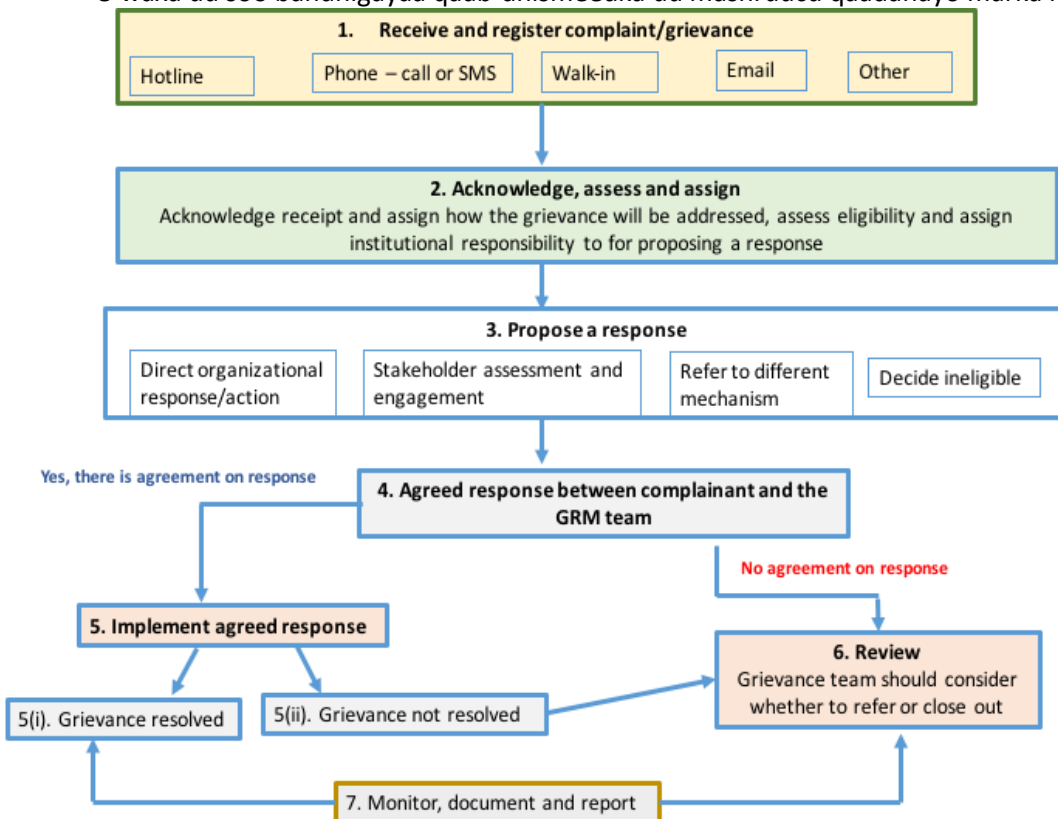 1. Receive and register complaint/grievance
Hotline
Phone – call or SMS
Walk-in
Email
Other
2. Acknowledge, assess and assign
Acknowledge receipt and assign how the grievance will be addressed, assess eligibility and assign
institutional responsibility to for proposing a response
3. Propose a response
Direct organizational
response/action
Stakeholder assessment and
engagement
Refer to different
mechanism
Decide ineligible
Yes, there is agreement on response
4. Agreed response between complainant and the
GRM team
No agreement on response
5. Implement agreed response
6. Review
Grievance team should consider
whether to refer or close out
5(i). Grievance resolved
5(ii). Grievance not resolved
7. Monitor, document and report